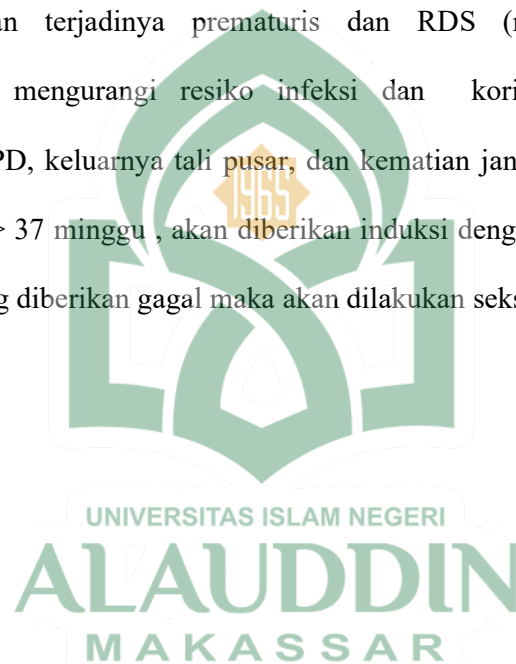 an terjadinya prematuris dan RDS (r
mengurangi resiko infeksi dan kori
PD, keluarnya tali pusar, dan kematian jan
> 37 minggu , akan diberikan induksi deng
g diberikan gagal maka akan dilakukan seks
1965
UNIVERSITAS ISLAM NEGERI
ALAUDDIN
MAKASSAR